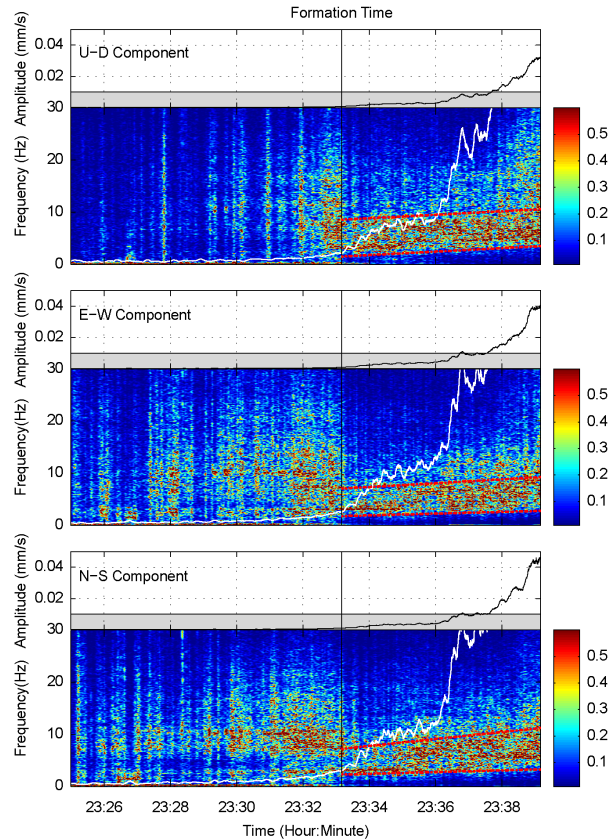 Formation Time
Amplitude (mm/s)
0.04
0.02
U−D Component
Frequency (Hz)
30
20
10
0
0.5
0.4
0.3
0.2
0.1
Amplitude (mm/s)
0.04
0.02
E−W Component
Frequency(Hz)
30
20
10
0
0.5
0.4
0.3
0.2
0.1
Amplitude (mm/s)
0.04
0.02
N−S Component
Frequency(Hz)
30
20
10
0
0.5
0.4
0.3
0.2
0.1
23:26 23:28 23:30 23:32 23:34 23:36 23:38
Time (Hour:Minute)